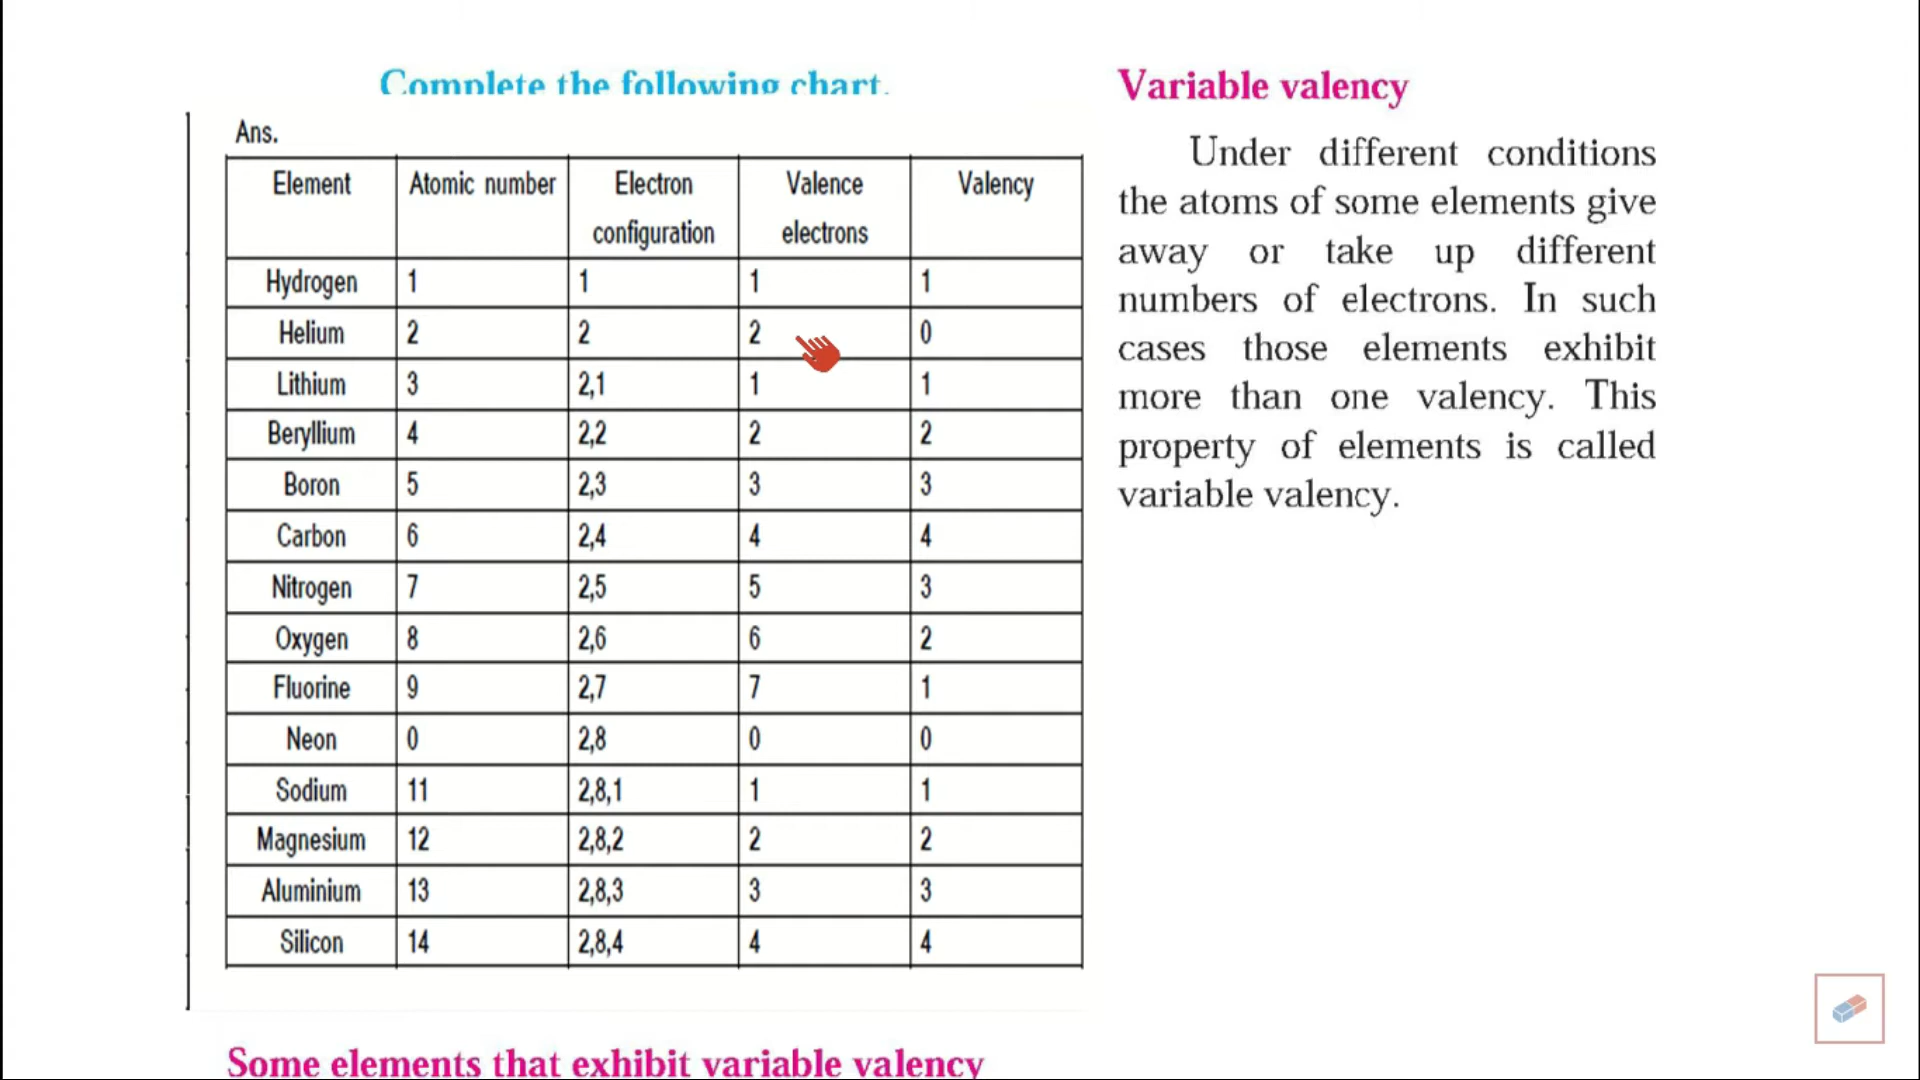 Complete the following chart.
Ans.
Element Atomic number Electron configuration Valence electrons Valency
Hydrogen 1 1 1 1
Helium 2 2 2 0
Lithium 3 2,1 1 1
Beryllium 4 2,2 2 2
Boron 5 2,3 3 3
Carbon 6 2,4 4 4
Nitrogen 7 2,5 5 3
Oxygen 8 2,6 6 2
Fluorine 9 2,7 7 1
Neon 0 2,8 0 0
Sodium 11 2,8,1 1 1
Magnesium 12 2,8,2 2 2
Aluminium 13 2,8,3 3 3
Silicon 14 2,8,4 4 4
Some elements that exhibit variable valency
Variable valency
Under different conditions
the atoms of some elements give
away or take up different
numbers of electrons. In such
cases those elements exhibit
more than one valency. This
property of elements is called
variable valency.